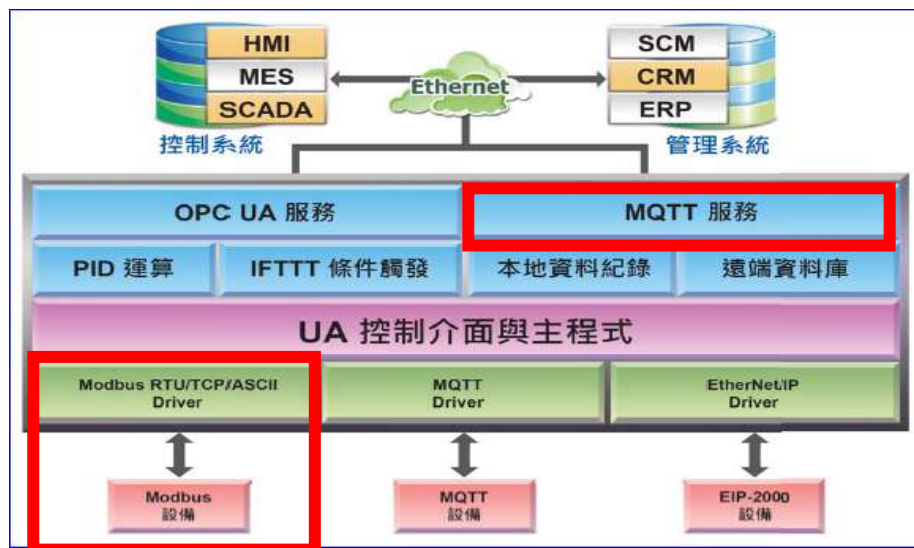 HMI
MES
SCADA
控制系統
Ethernet
SCM
CRM
ERP
管理系統
OPC UA 服務
MQTT 服務
PID 運算
IFTTT 條件觸發
本地資料紀錄
遠端資料庫
UA 控制介面與主程式
Modbus RTU/TCP/ASCII
Driver
MQTT
Driver
EtherNet/IP
Driver
Modbus
設備
MQTT
設備
EIP-2000
設備